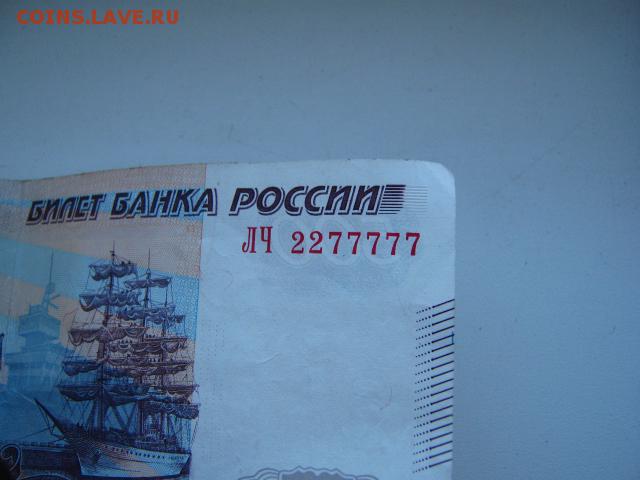 COINS.LAVE.RU
БИЛЕТ БАНКА РОССИИ
ЛЧ 2277777